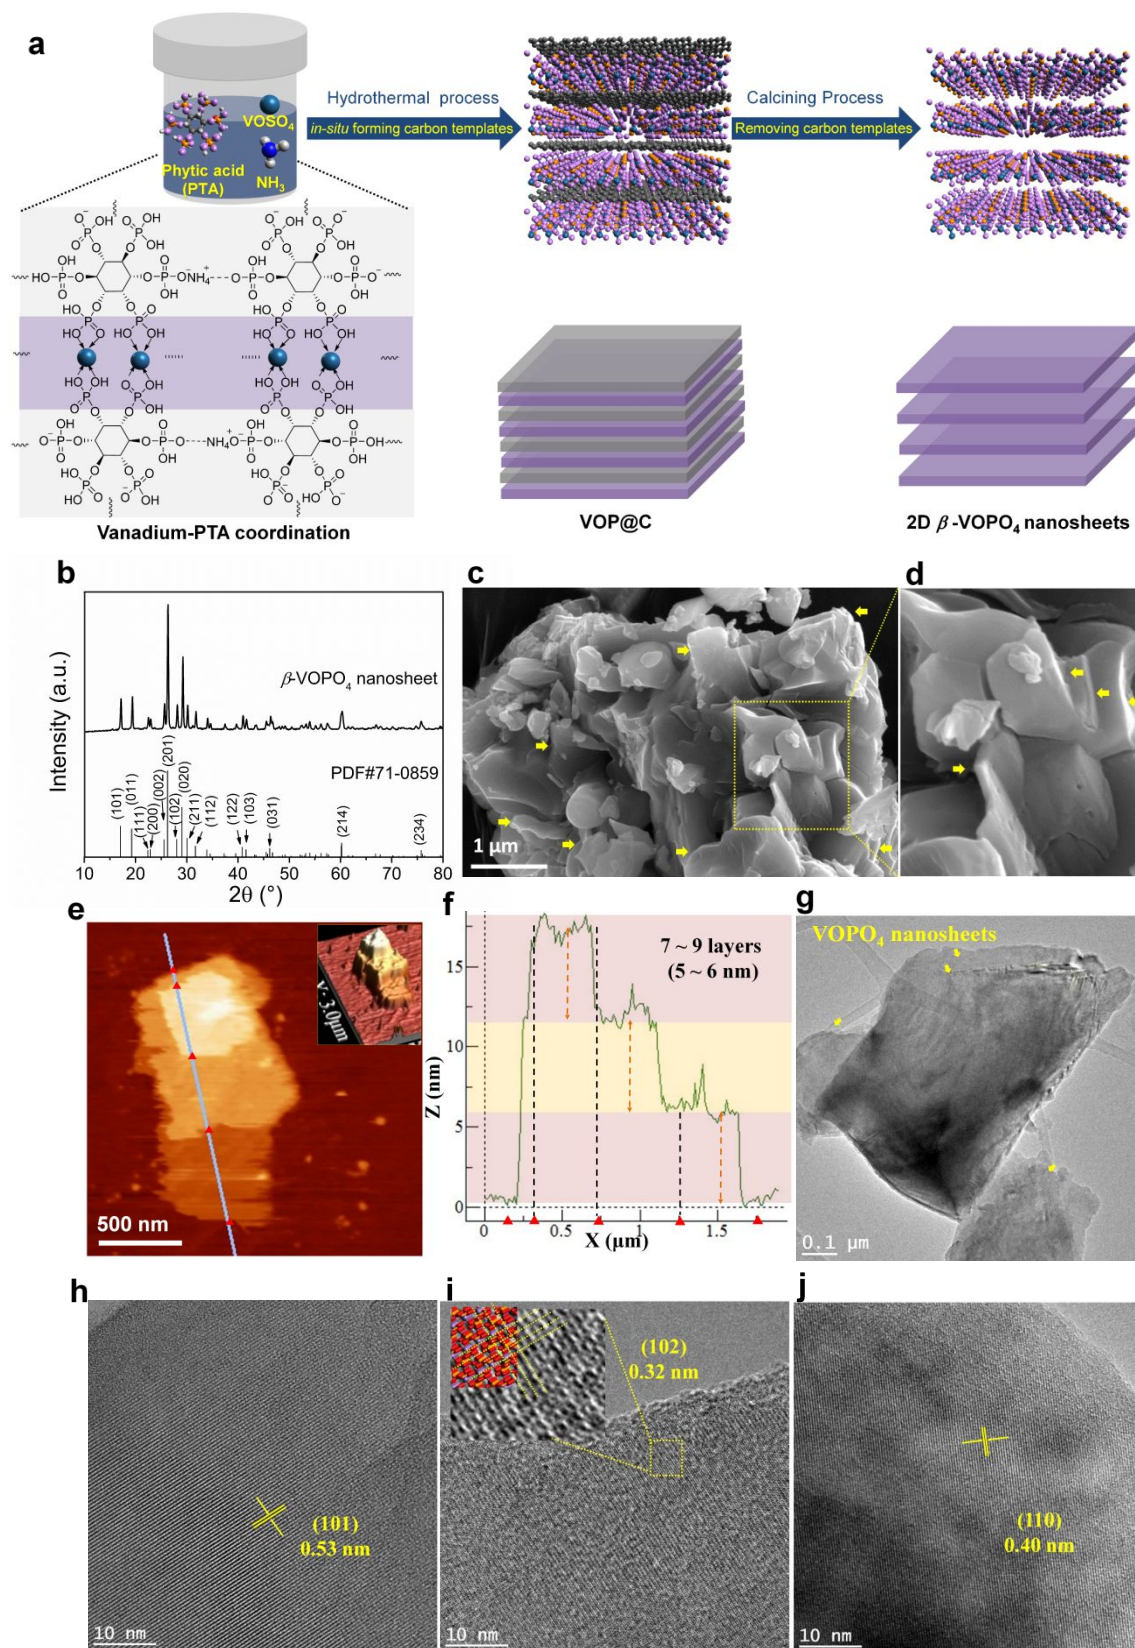 a
Phytic acid
(PTA)
VOSO₄
NH₃
Hydrothermal process
in-situ forming carbon templates
Calcining Process
Removing carbon templates
Vanadium-PTA coordination
VOP@C
2D β-VOPO₄ nanosheets
b
Intensity (a.u.)
β-VOPO₄ nanosheet
PDF#71-0859
(101)
(011)
(111)
(200)
(002)
(201)
(102)
(020)
(211)
(112)
(122)
(103)
(031)
(214)
(234)
10 20 30 40 50 60 70 80
2θ (°)
c
1 μm
d
e
500 nm
Y: 3.0μm
f
7 ~ 9 layers
(5 ~ 6 nm)
Z (nm)
15
10
5
0
0 0.5 1 1.5
X (μm)
g
VOPO₄ nanosheets
0.1 μm
h
(101)
0.53 nm
10 nm
i
(102)
0.32 nm
10 nm
j
(110)
0.40 nm
10 nm